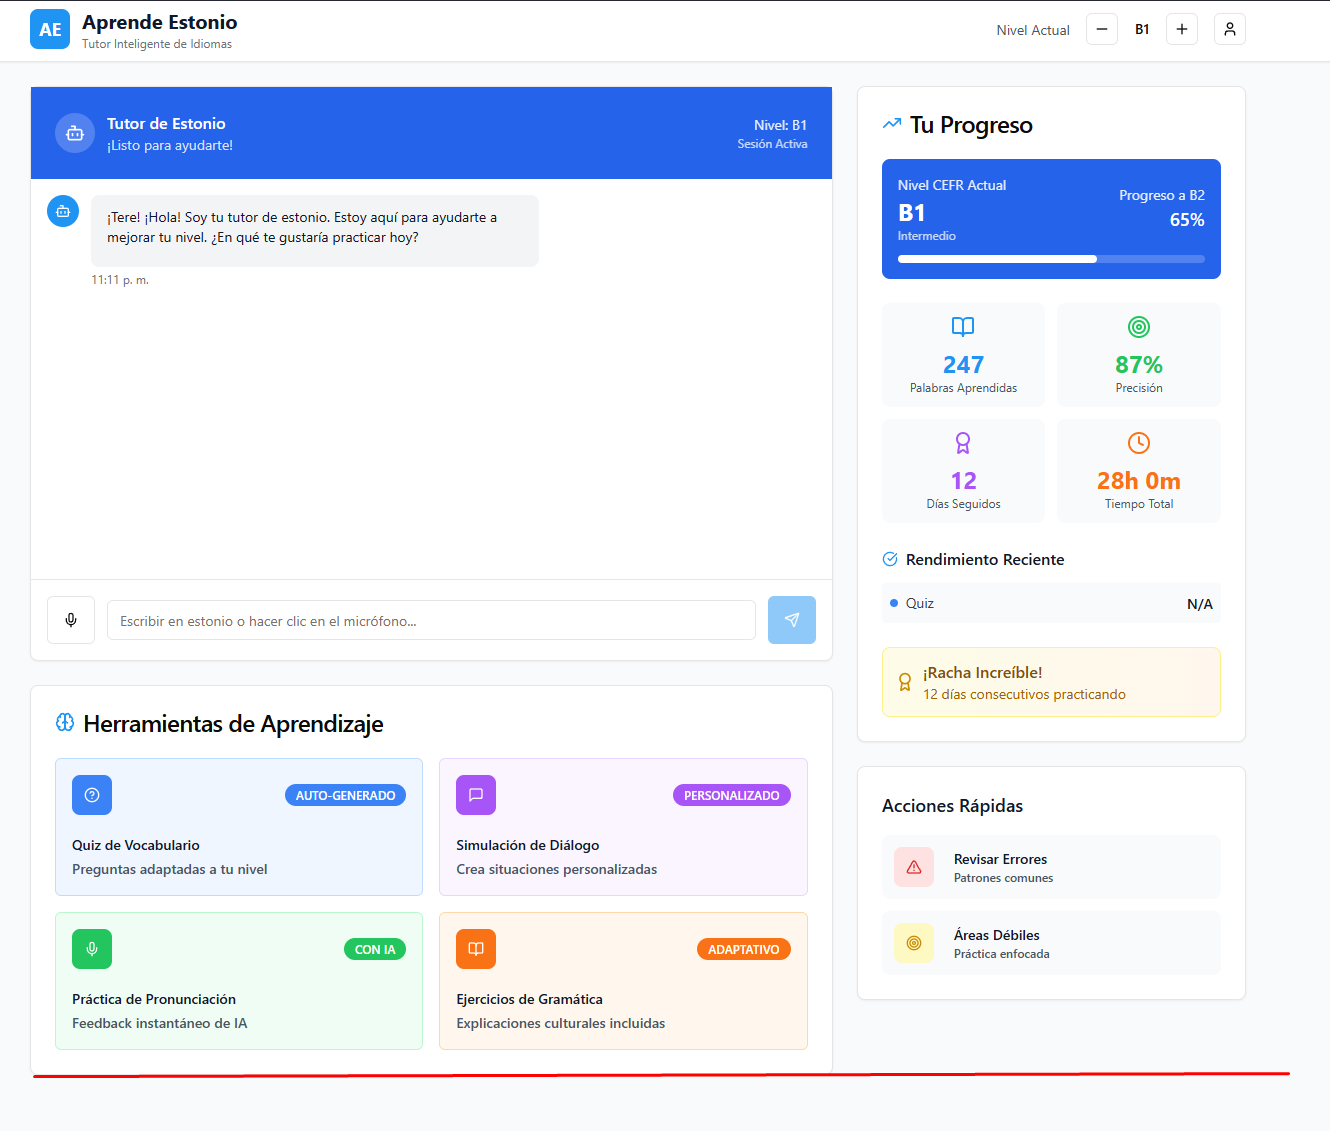 AE
Aprende Estonio
Tutor Inteligente de Idiomas
Nivel Actual
B1
Tutor de Estonio
¡Listo para ayudarte!
Nivel: B1
Sesión Activa
¡Tere! ¡Hola! Soy tu tutor de estonio. Estoy aquí para ayudarte a
mejorar tu nivel. ¿En qué te gustaría practicar hoy?
11:11 p. m.
Escribir en estonio o hacer clic en el micrófono...
Herramientas de Aprendizaje
AUTO-GENERADO
Quiz de Vocabulario
Preguntas adaptadas a tu nivel
PERSONALIZADO
Simulación de Diálogo
Crea situaciones personalizadas
CON IA
Práctica de Pronunciación
Feedback instantáneo de IA
ADAPTATIVO
Ejercicios de Gramática
Explicaciones culturales incluidas
Tu Progreso
Nivel CEFR Actual
B1
Intermedio
Progreso a B2
65%
247
Palabras Aprendidas
87%
Precisión
12
Días Seguidos
28h 0m
Tiempo Total
Rendimiento Reciente
Quiz
N/A
¡Racha Increíble!
12 días consecutivos practicando
Acciones Rápidas
Revisar Errores
Patrones comunes
Áreas Débiles
Práctica enfocada